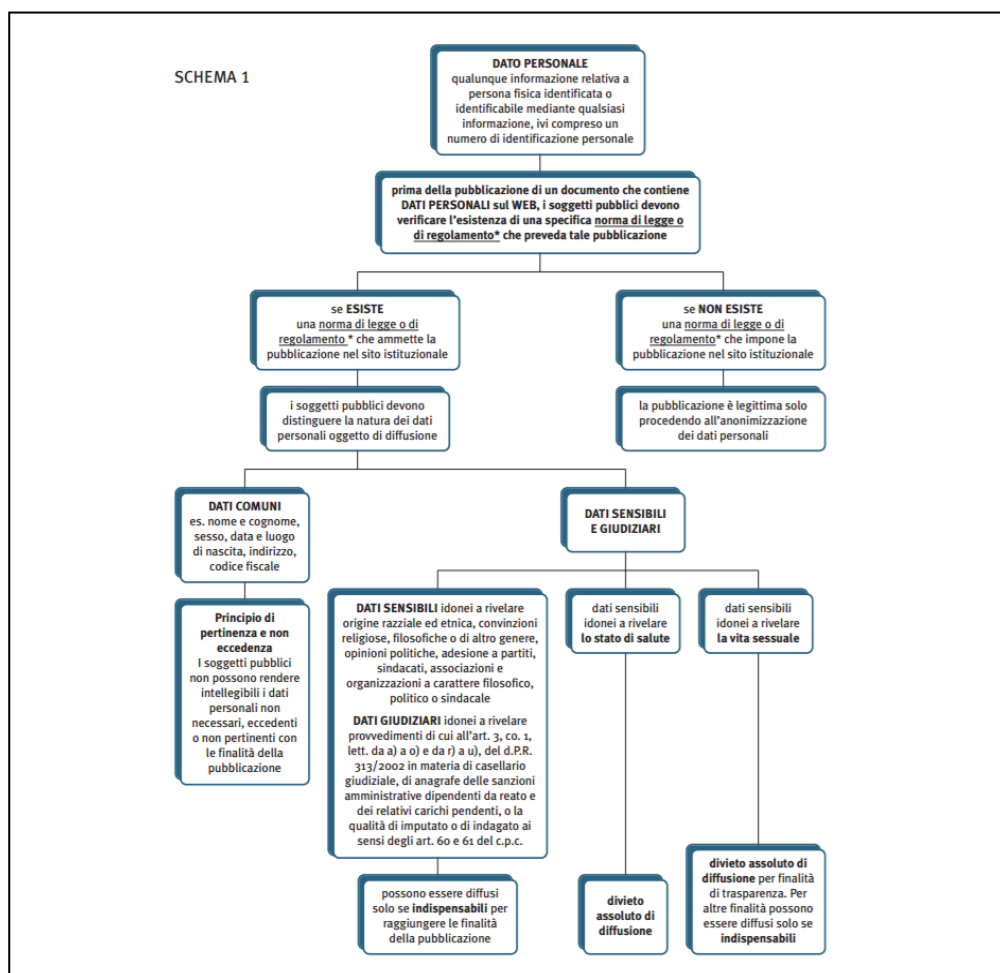 SCHEMA 1
DATO PERSONALE
qualunque informazione relativa a
persona fisica identificata o
identificabile mediante qualsiasi
informazione, ivi compreso un
numero di identificazione personale
prima della pubblicazione di un documento che contiene
DATI PERSONALI sul WEB, i soggetti pubblici devono
verificare l'esistenza di una specifica norma di legge o
di regolamento* che preveda tale pubblicazione
se ESISTE
una norma di legge o di
regolamento * che ammette la
pubblicazione nel sito istituzionale
se NON ESISTE
una norma di legge o di
regolamento* che impone la
pubblicazione nel sito istituzionale
i soggetti pubblici devono
distinguere la natura dei dati
personali oggetto di diffusione
la pubblicazione è legittima solo
procedendo all'anonimizzazione
dei dati personali
DATI COMUNI
es. nome e cognome,
sesso, data e luogo
di nascita, indirizzo,
codice fiscale
DATI SENSIBILI
E GIUDIZIARI
Principio di
pertinenza e non
eccedenza
I soggetti pubblici
non possono rendere
intellegibili i dati
personali non
necessari, eccedenti
o non pertinenti con
le finalità della
pubblicazione
DATI SENSIBILI idonei a rivelare
origine razziale ed etnica, convinzioni
religiose, filosofiche o di altro genere,
opinioni politiche, adesione a partiti,
sindacati, associazioni e
organizzazioni a carattere filosofico,
politico o sindacale
DATI GIUDIZIARI idonei a rivelare
provvedimenti di cui all'art. 3, co. 1,
lett. da a) a o) e da r) a u), del d.P.R.
313/2002 in materia di casellario
giudiziale, di anagrafe delle sanzioni
amministrative dipendenti da reato e
dei relativi carichi pendenti, o la
qualità di imputato o di indagato ai
sensi degli art. 60 e 61 del c.p.c.
dati sensibili
idonei a rivelare
lo stato di salute
dati sensibili
idonei a rivelare
la vita sessuale
possono essere diffusi
solo se indispensabili per
raggiungere le finalità
della pubblicazione
divieto
assoluto di
diffusione
divieto assoluto di
diffusione per finalità
di trasparenza. Per
altre finalità possono
essere diffusi solo se
indispensabili